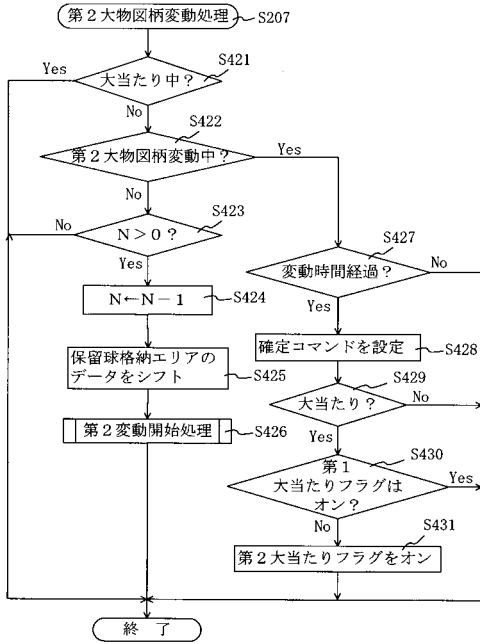 第2大物図柄変動処理
S207
S421
Yes
大当たり中？
No
S422
第2大物図柄変動中？
Yes
No
S423
No
N＞0？
Yes
S427
変動時間経過？
No
Yes
N←N－1
S424
確定コマンドを設定
S428
保留球格納エリアの
データをシフト
S425
S429
大当たり？
No
Yes
第2変動開始処理
S426
S430
第1
大当たりフラグは
オン？
Yes
No
S431
第2大当たりフラグをオン
終 了